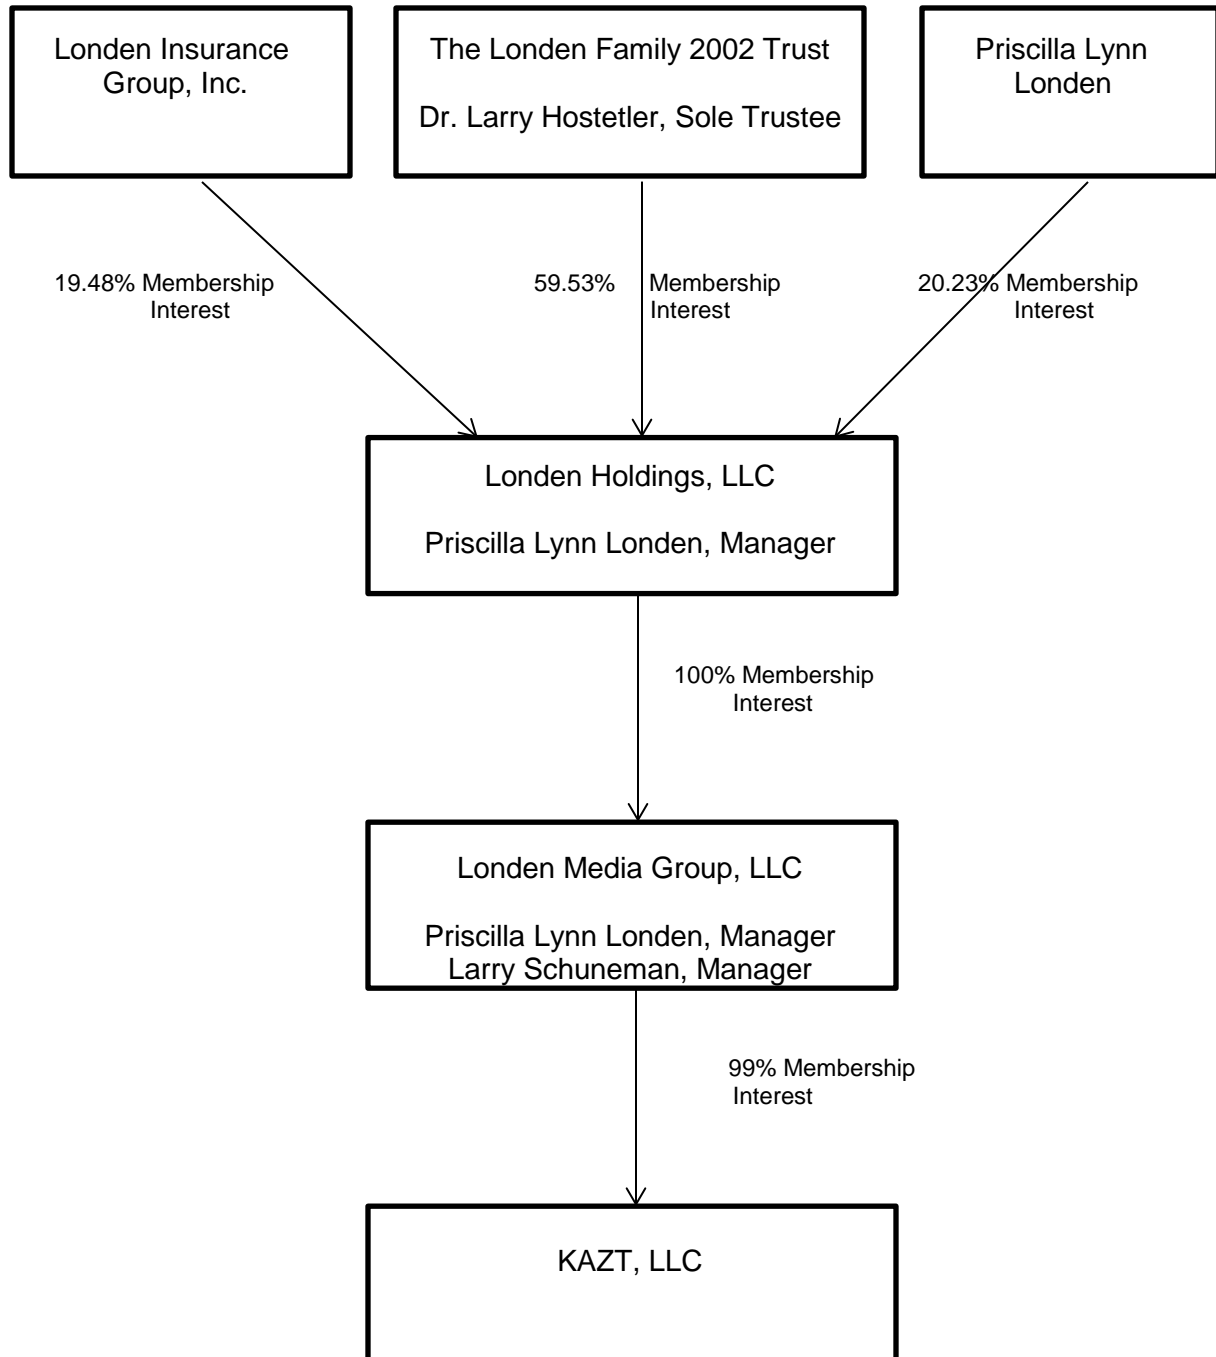 Londen Insurance
Group, Inc.
The Londen Family 2002 Trust
Dr. Larry Hostetler, Sole Trustee
Priscilla Lynn
Londen
19.48% Membership
Interest
59.53% Membership
Interest
20.23% Membership
Interest
Londen Holdings, LLC
Priscilla Lynn Londen, Manager
100% Membership
Interest
Londen Media Group, LLC
Priscilla Lynn Londen, Manager
Larry Schuneman, Manager
99% Membership
Interest
KAZT, LLC